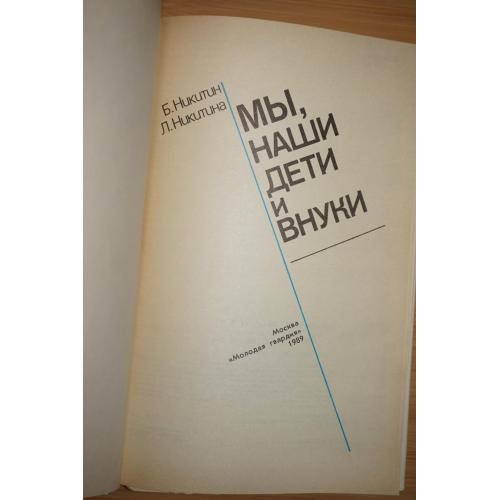 Б. Никитин
Л. Никитина
МЫ,
НАШИ
ДЕТИ
И
ВНУКИ
Москва
«Молодая гвардия»
1989